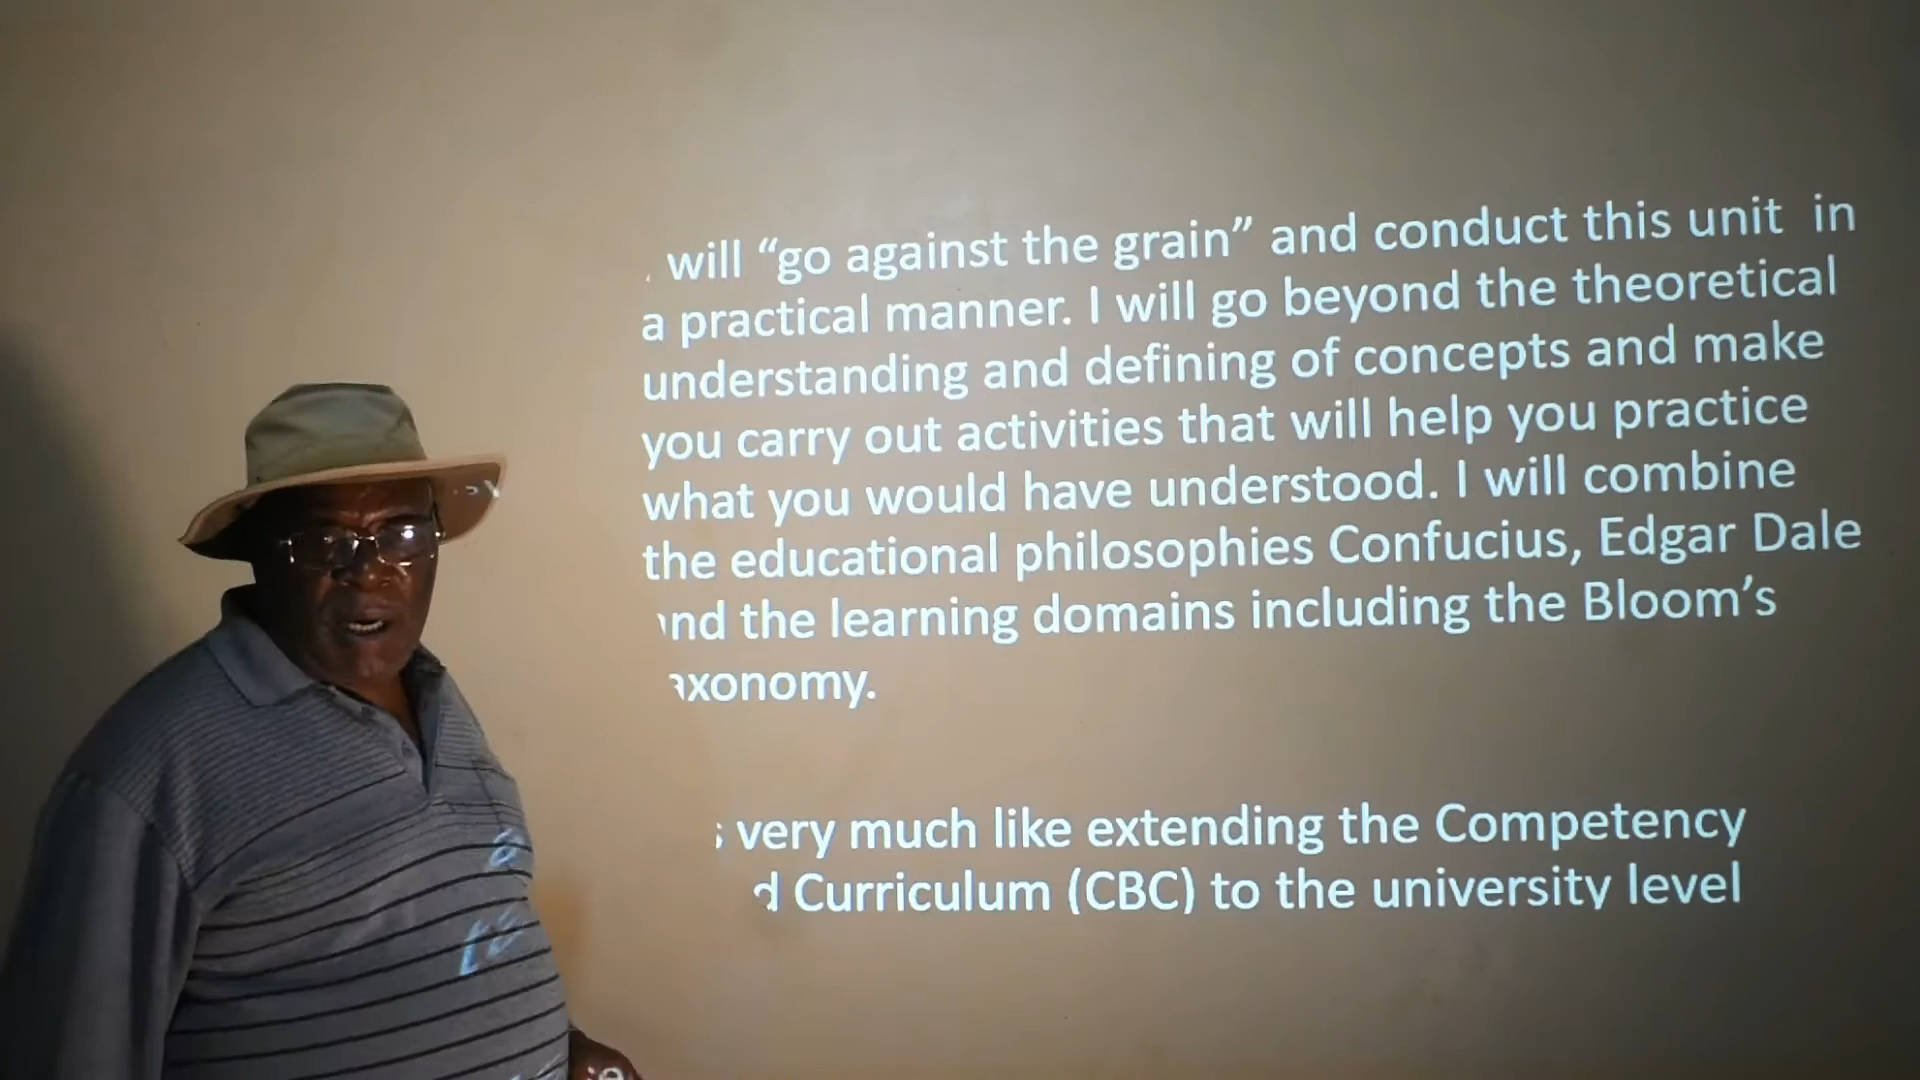 will “go against the grain” and conduct this unit in
a practical manner. I will go beyond the theoretical
understanding and defining of concepts and make
you carry out activities that will help you practice
what you would have understood. I will combine
the educational philosophies Confucius, Edgar Dale
and the learning domains including the Bloom’s
axonomy.
very much like extending the Competency
Curriculum (CBC) to the university level